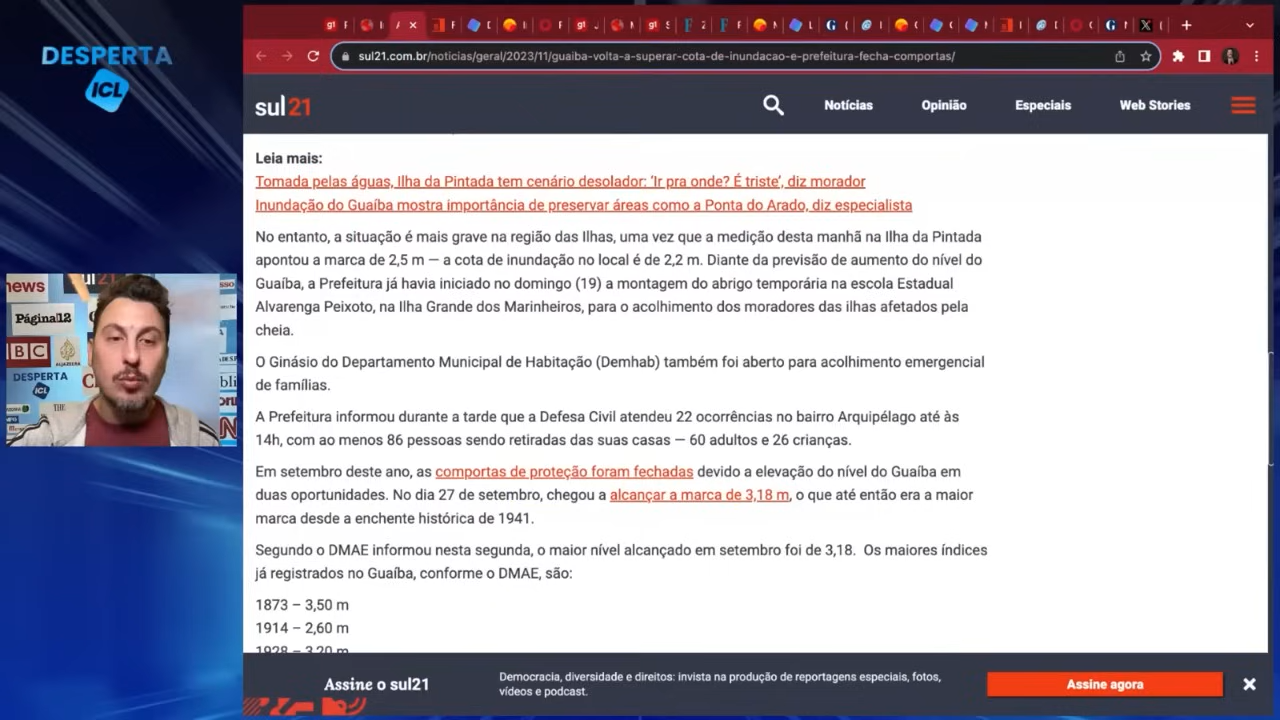 DESPERTA
ICL
sul21.com.br/noticias/geral/2023/11/guaiba-volta-a-superar-cota-de-inundacao-e-prefeitura-fecha-comportas/
sul21
Notícias
Opinião
Especiais
Web Stories
Leia mais:
Tomada pelas águas, Ilha da Pintada tem cenário desolador: ‘Ir pra onde? É triste’, diz morador
Inundação do Guaíba mostra importância de preservar áreas como a Ponta do Arado, diz especialista
No entanto, a situação é mais grave na região das Ilhas, uma vez que a medição desta manhã na Ilha da Pintada
apontou a marca de 2,5 m — a cota de inundação no local é de 2,2 m. Diante da previsão de aumento do nível do
Guaíba, a Prefeitura já havia iniciado no domingo (19) a montagem do abrigo temporária na escola Estadual
Alvarenga Peixoto, na Ilha Grande dos Marinheiros, para o acolhimento dos moradores das ilhas afetados pela
cheia.
O Ginásio do Departamento Municipal de Habitação (Demhab) também foi aberto para acolhimento emergencial
de famílias.
A Prefeitura informou durante a tarde que a Defesa Civil atendeu 22 ocorrências no bairro Arquipélago até às
14h, com ao menos 86 pessoas sendo retiradas das suas casas — 60 adultos e 26 crianças.
Em setembro deste ano, as comportas de proteção foram fechadas devido a elevação do nível do Guaíba em
duas oportunidades. No dia 27 de setembro, chegou a alcançar a marca de 3,18 m, o que até então era a maior
marca desde a enchente histórica de 1941.
Segundo o DMAE informou nesta segunda, o maior nível alcançado em setembro foi de 3,18. Os maiores índices
já registrados no Guaíba, conforme o DMAE, são:
1873 – 3,50 m
1914 – 2,60 m
1928 – 3,20 m
Assine o sul21
Democracia, diversidade e direitos: invista na produção de reportagens especiais, fotos,
vídeos e podcast.
Assine agora
news
Página12
BC
DESPERTA
ICL
THE